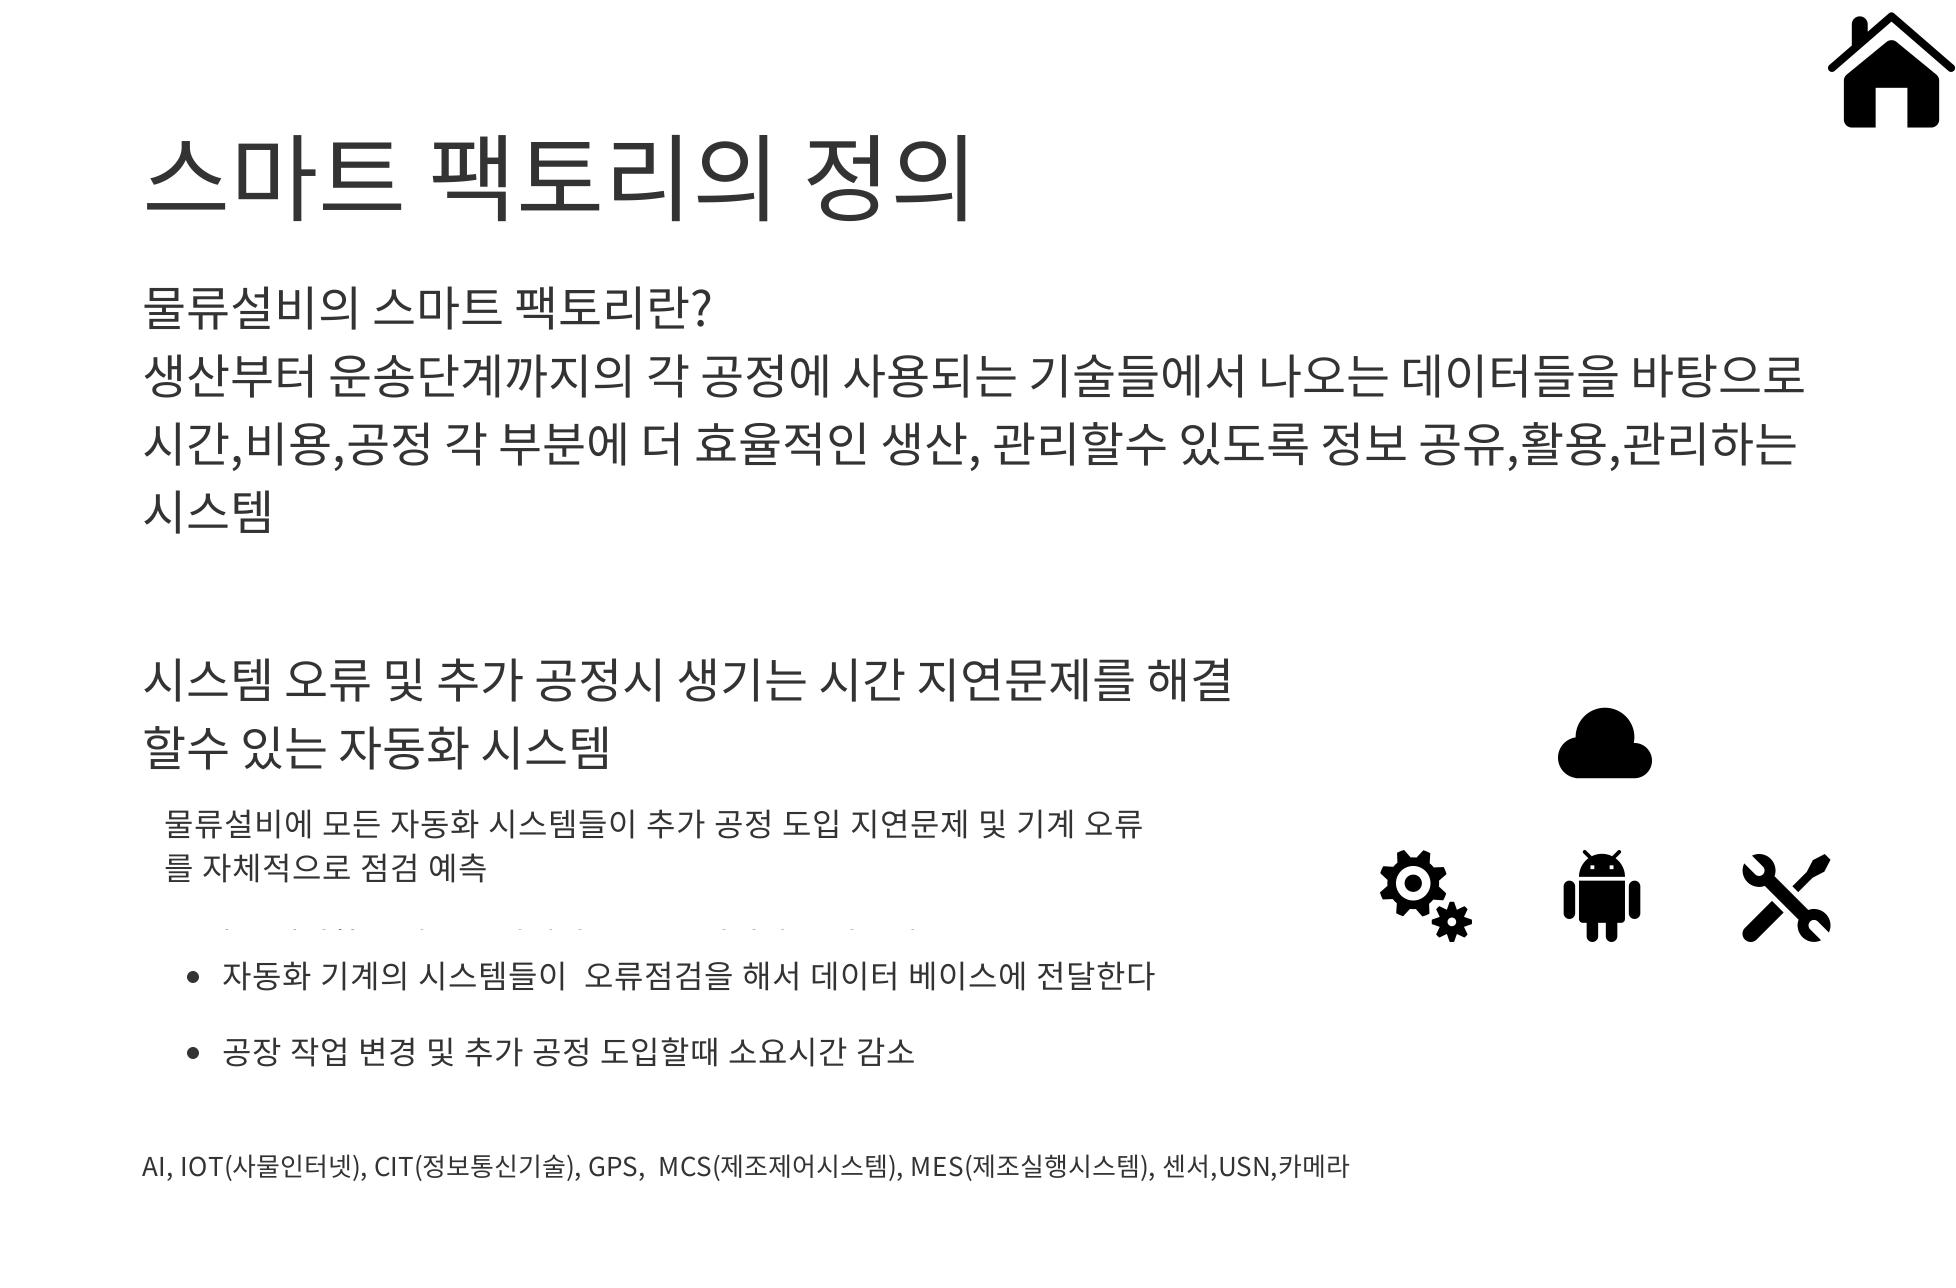 스마트 팩토리의 정의
물류설비의 스마트 팩토리란?
생산부터 운송단계까지의 각 공정에 사용되는 기술들에서 나오는 데이터들을 바탕으로
시간,비용,공정 각 부분에 더 효율적인 생산, 관리할수 있도록 정보 공유,활용,관리하는
시스템
시스템 오류 및 추가 공정시 생기는 시간 지연문제를 해결
할수 있는 자동화 시스템
물류설비에 모든 자동화 시스템들이 추가 공정 도입 지연문제 및 기계 오류
를 자체적으로 점검 예측
• 자동화 기계의 시스템들이  오류점검을 해서 데이터 베이스에 전달한다
• 공장 작업 변경 및 추가 공정 도입할때 소요시간 감소
AI, IOT(사물인터넷), CIT(정보통신기술), GPS,  MCS(제조제어시스템), MES(제조실행시스템), 센서,USN,카메라